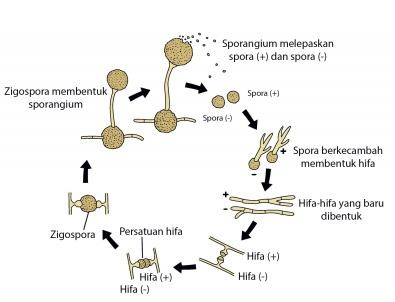 Sporangium melepaskan
spora (+) dan spora (-)
Spora (+)
Spora (-)
+
-
Spora berkecambah
membentuk hifa
+
-
Hifa-hifa yang baru
dibentuk
Hifa (+)
Hifa (-)
Persatuan hifa
Hifa (+)
Hifa (-)
Zigospora
Zigospora membentuk
sporangium